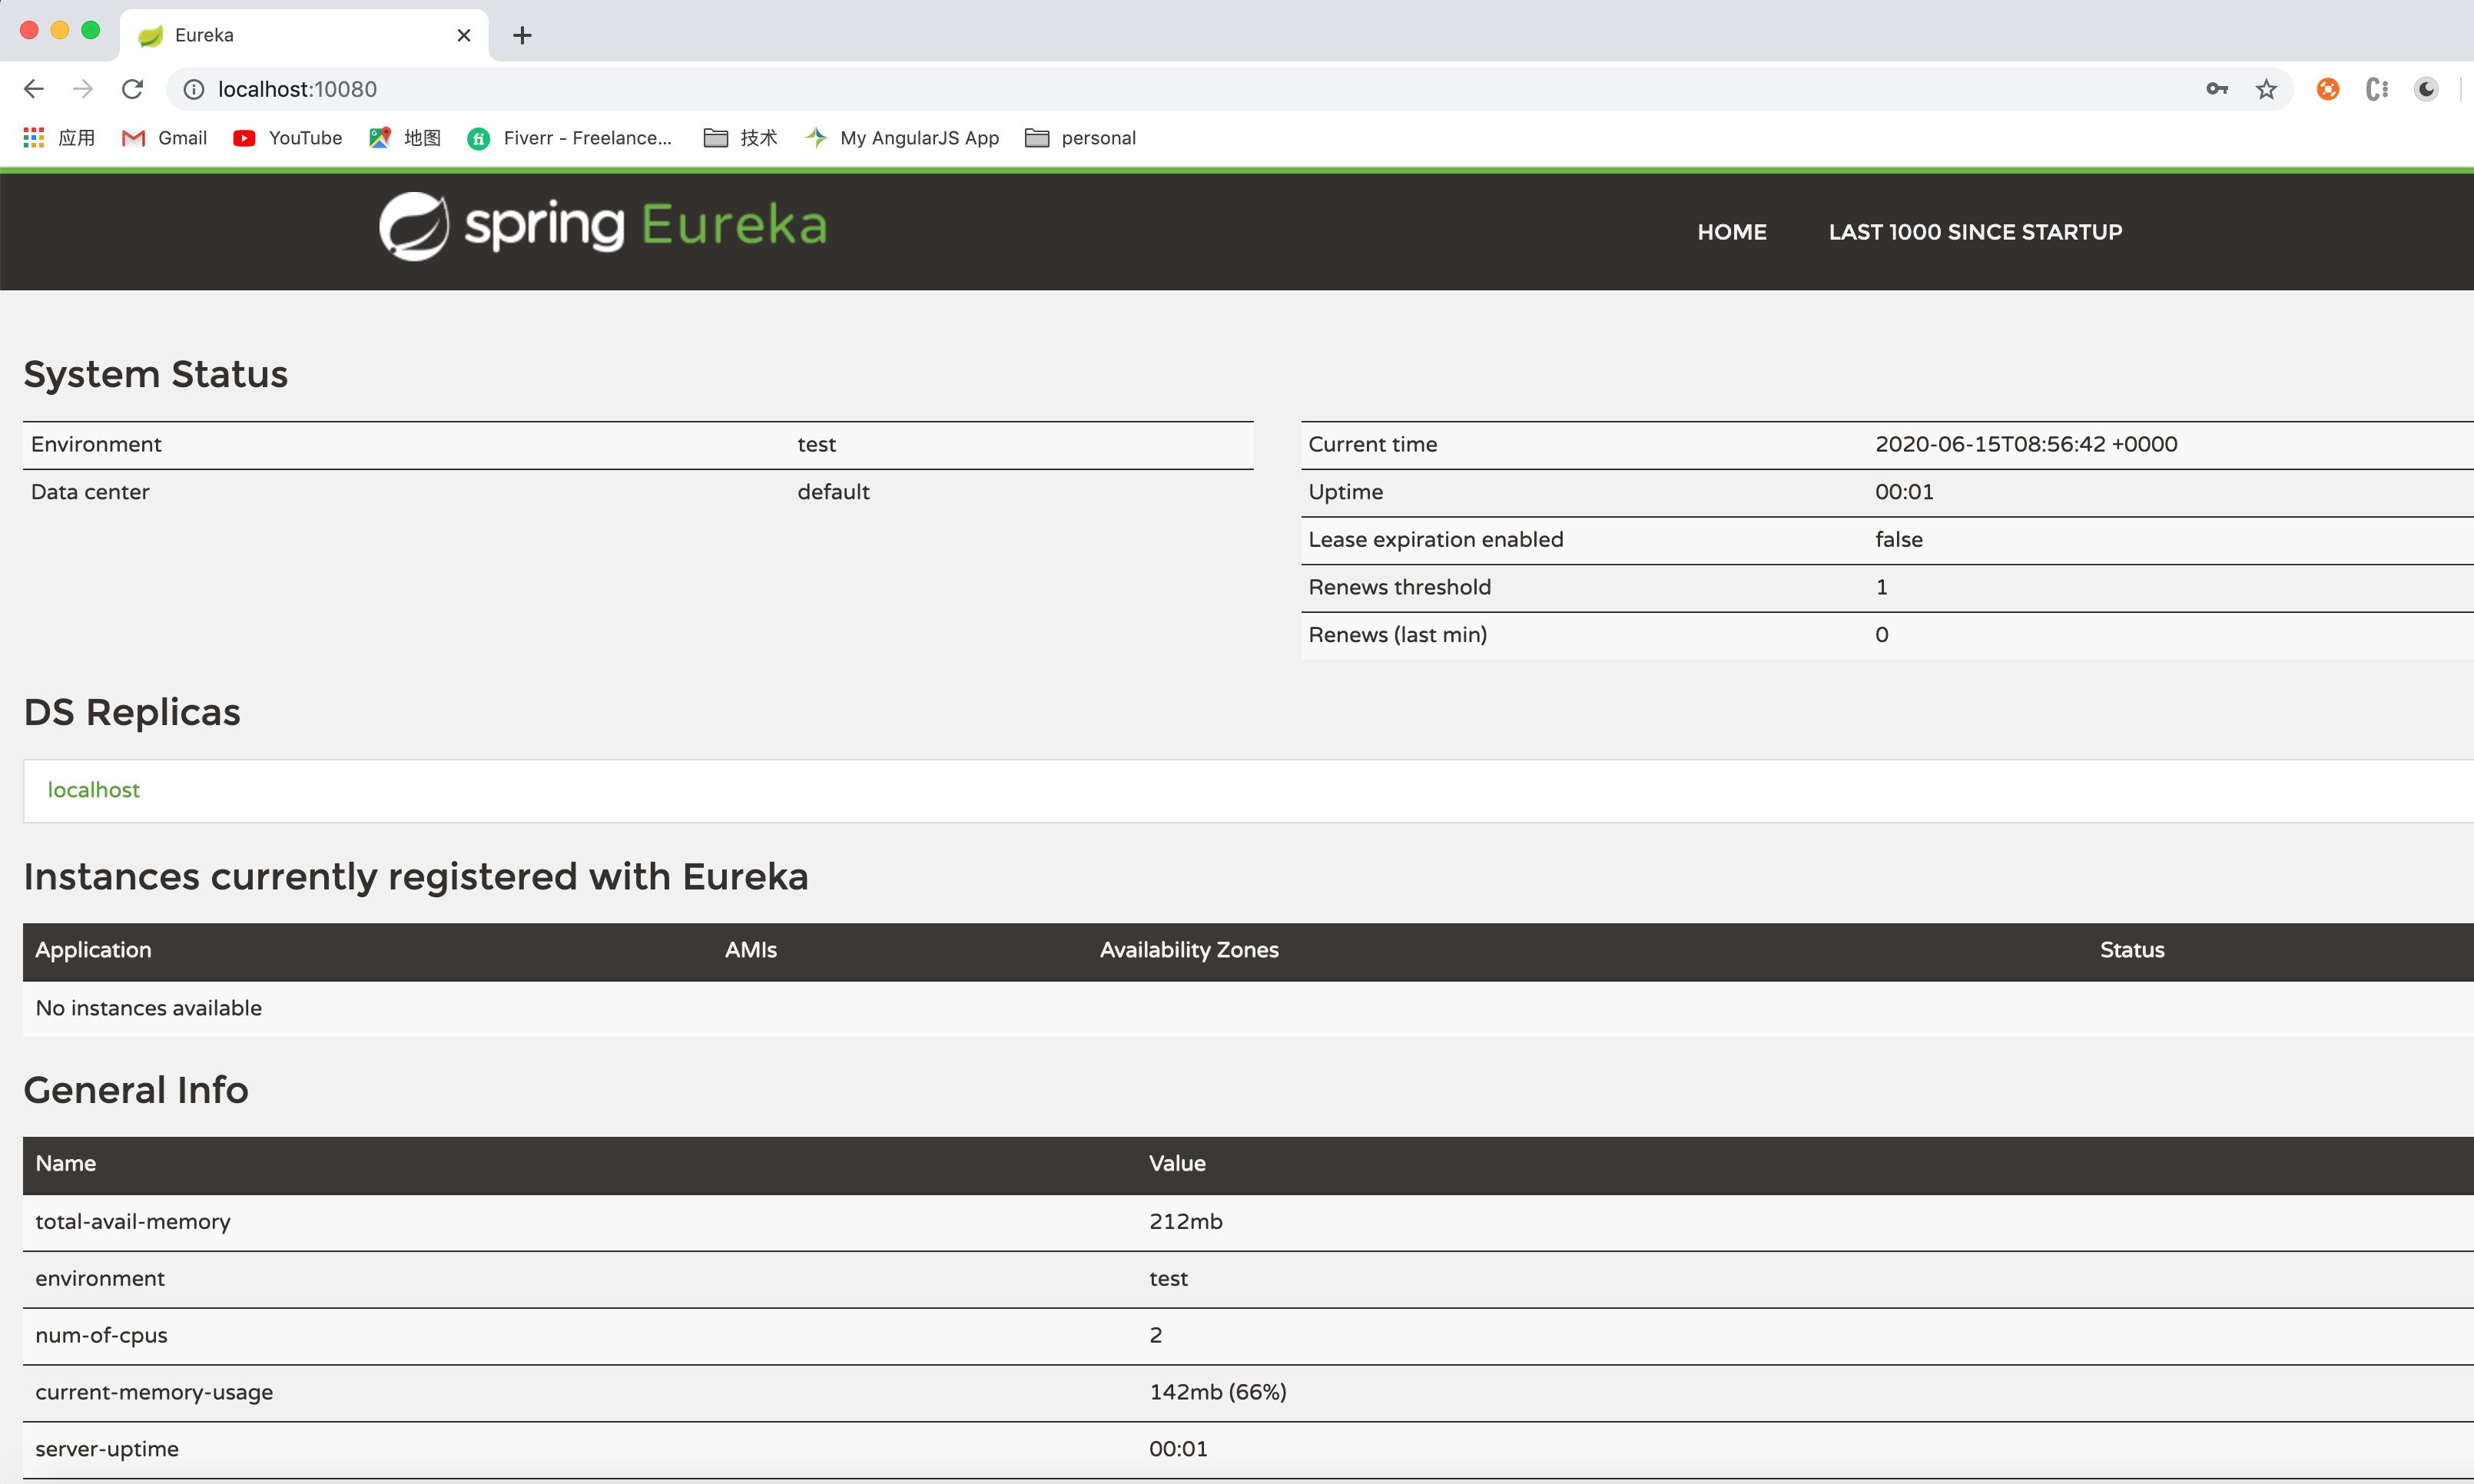 Eureka
localhost:10080
应用 Gmail YouTube 地图 Fiverr - Freelance... 技术 My AngularJS App personal
spring Eureka HOME LAST 1000 SINCE STARTUP
System Status
Environment test
Data center default
Current time 2020-06-15T08:56:42 +0000
Uptime 00:01
Lease expiration enabled false
Renews threshold 1
Renews (last min) 0
DS Replicas
localhost
Instances currently registered with Eureka
Application AMIs Availability Zones Status
No instances available
General Info
Name Value
total-avail-memory 212mb
environment test
num-of-cpus 2
current-memory-usage 142mb (66%)
server-uptime 00:01